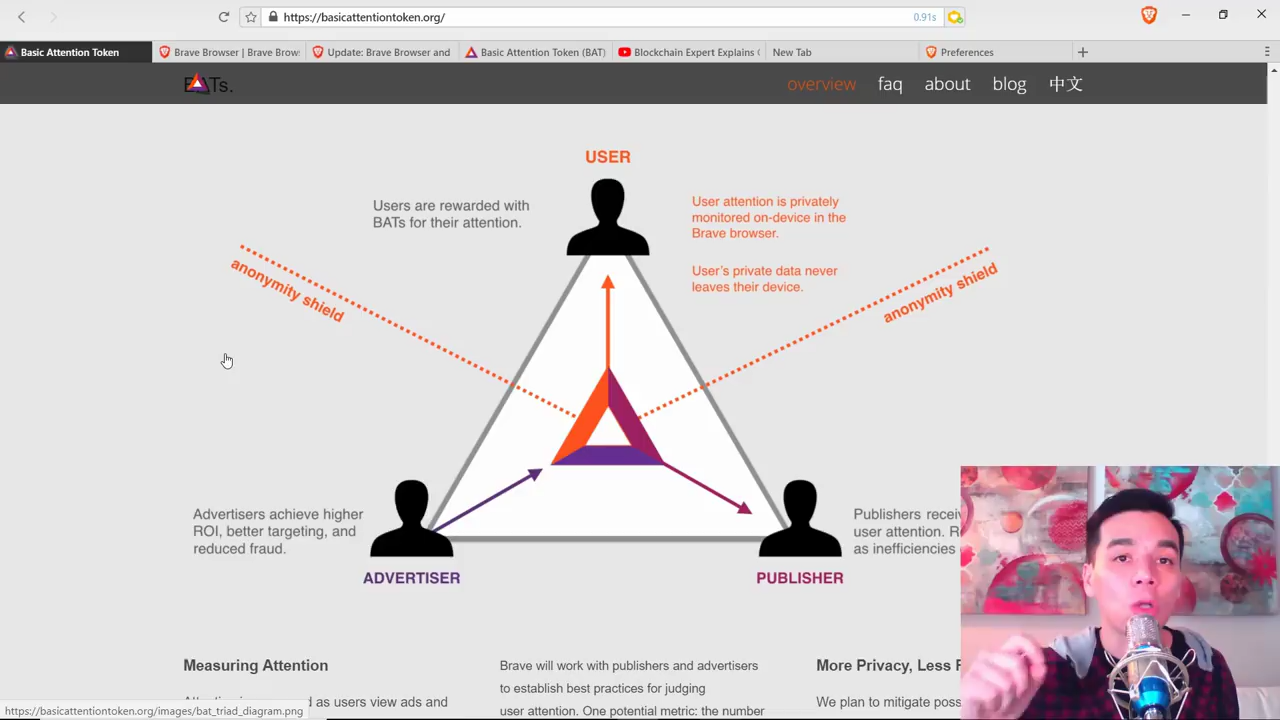 https://basicattentiontoken.org/
0.91s
Basic Attention Token
Brave Browser | Brave Brow
Update: Brave Browser and
Basic Attention Token (BAT)
Blockchain Expert Explains
New Tab
Preferences
BATs.
overview
faq
about
blog
中文
USER
Users are rewarded with
BATs for their attention.
User attention is privately
monitored on-device in the
Brave browser.
User's private data never
leaves their device.
anonymity shield
anonymity shield
Advertisers achieve higher
ROI, better targeting, and
reduced fraud.
ADVERTISER
PUBLISHER
Publishers receiv
user attention. R
as inefficiencies
Measuring Attention
as users view ads and
Brave will work with publishers and advertisers
to establish best practices for judging
user attention. One potential metric: the number
More Privacy, Less F
We plan to mitigate poss
https://basicattentiontoken.org/images/bat_triad_diagram.png